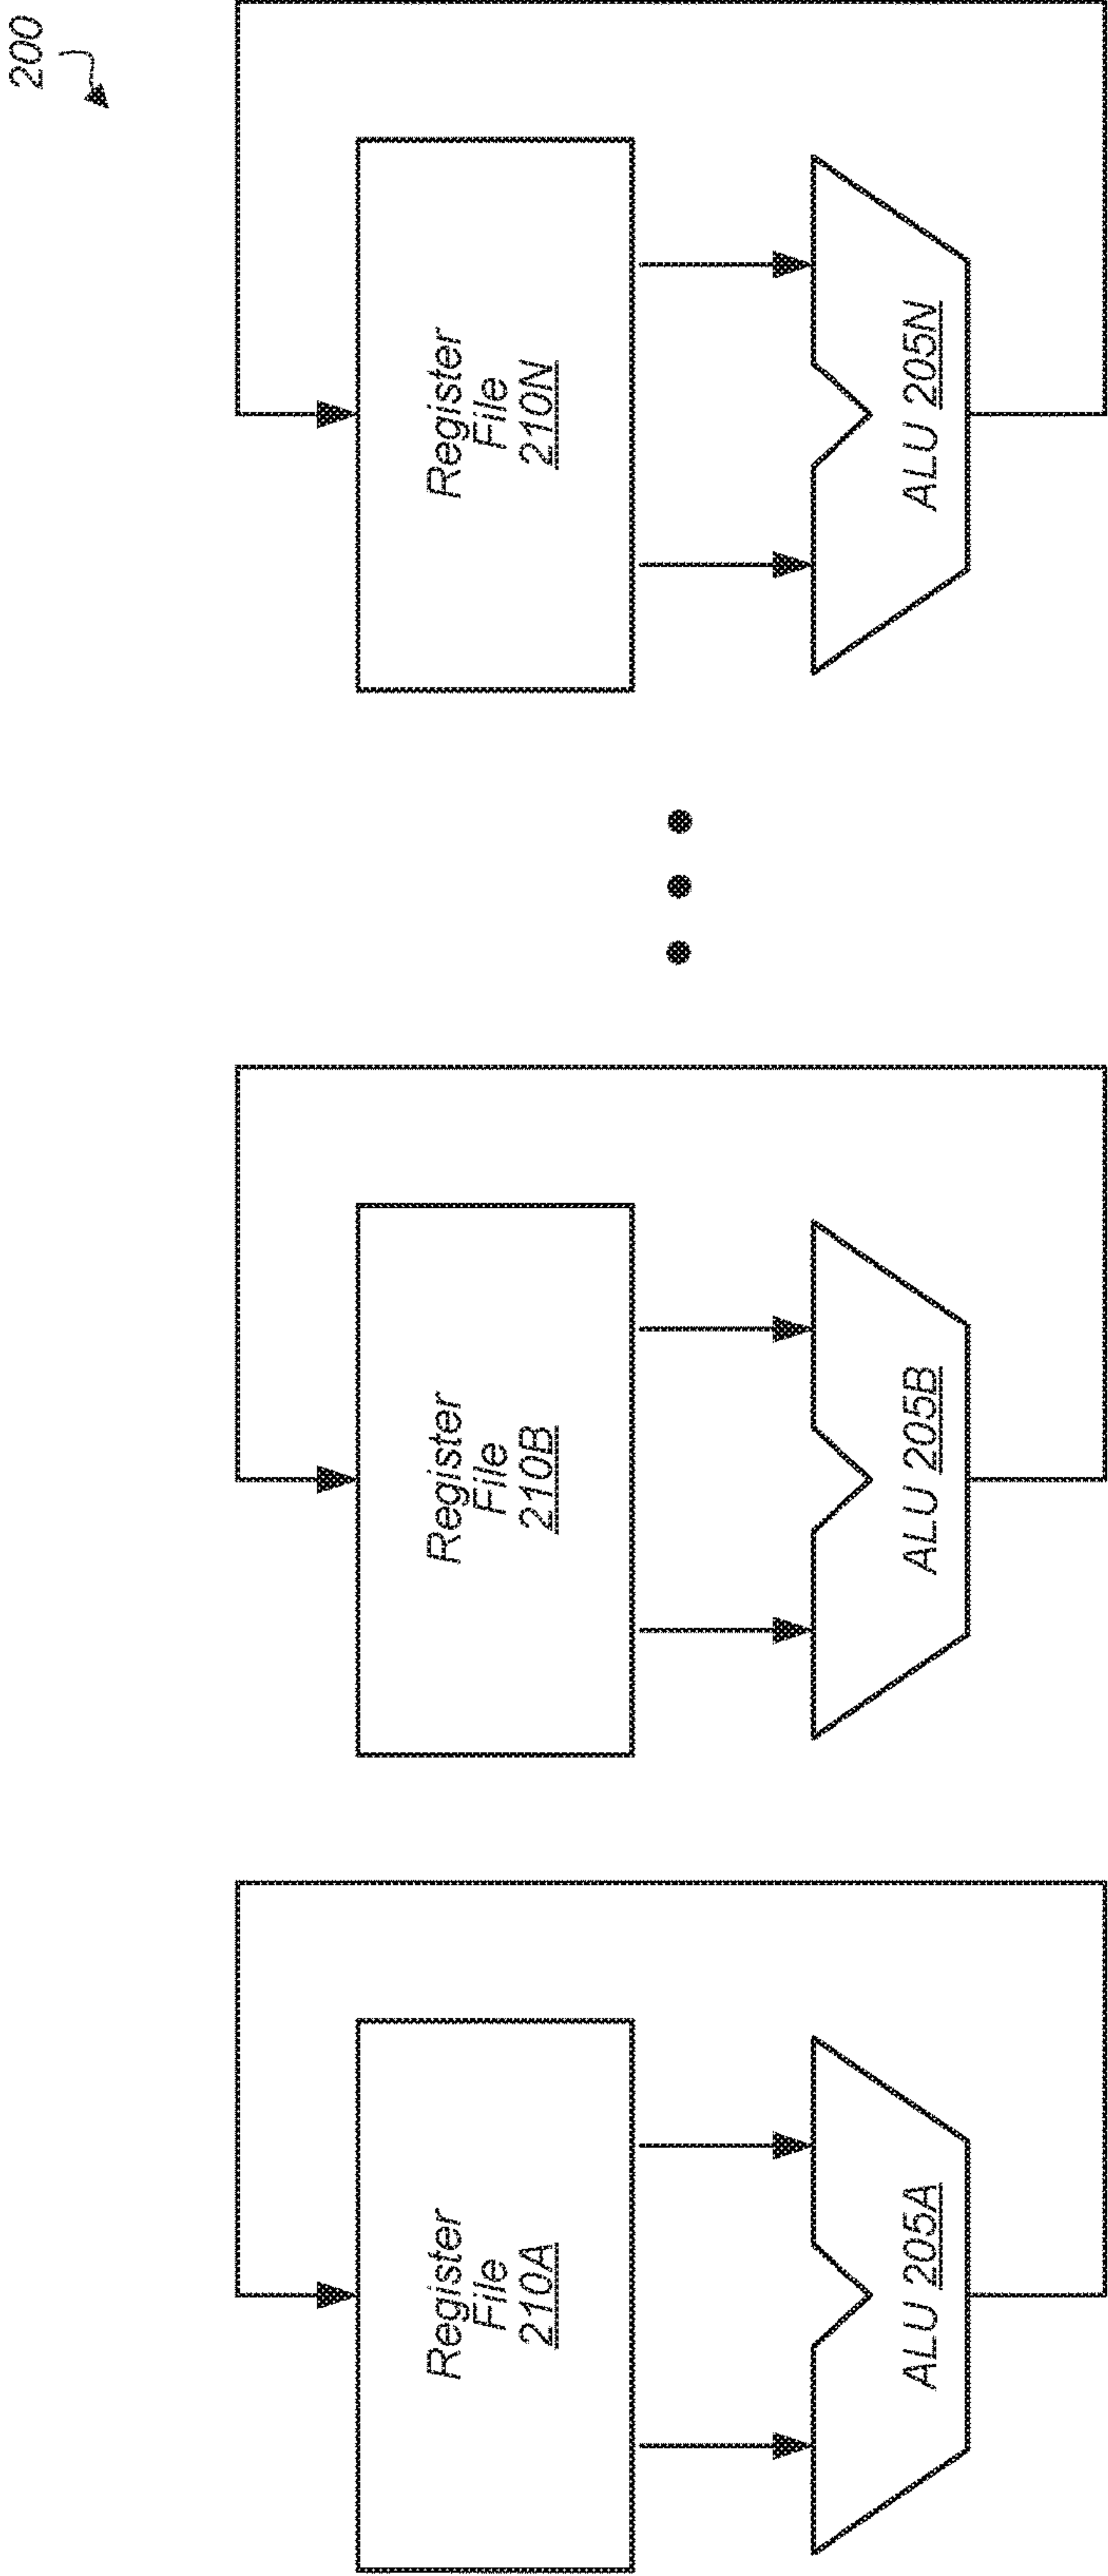 200
Register
File
210A
Register
File
210B
Register
File
210N
ALU 205A
ALU 205B
ALU 205N